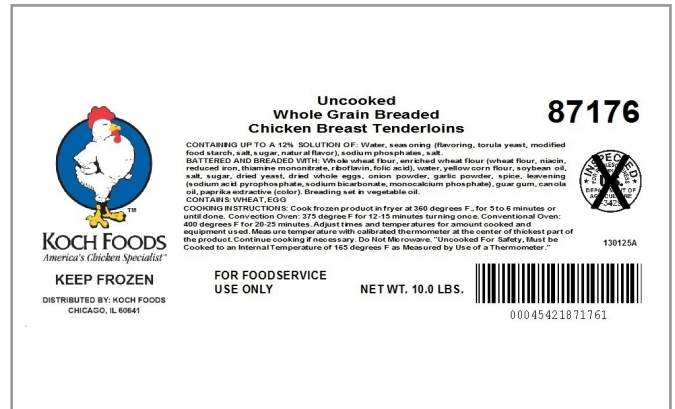 Uncooked
Whole Grain Breaded
Chicken Breast Tenderloins
87176
CONTAINING UP TO A 12% SOLUTION OF: Water, seasoning (flavoring, torula yeast, modified
food starch, salt, sugar, natural flavor), sodium phosphates, salt.
BATTERED AND BREADED WITH: Whole wheat flour, enriched wheat flour (wheat flour, niacin,
reduced iron, thiamine mononitrate, riboflavin, folic acid), water, yellow corn flour, soybean oil,
salt, sugar, dried yeast, dried whole eggs, onion powder, garlic powder, spice, leavening
(sodium acid pyrophosphate, sodium bicarbonate, monocalcium phosphate), guar gum, canola
oil, paprika extractive (color). Breading set in vegetable oil.
CONTAINS: WHEAT, EGG
COOKING INSTRUCTIONS: Cook frozen product in fryer at 360 degrees F., for 5 to 6 minutes or
until done. Convection Oven: 375 degree F for 12-15 minutes turning once. Conventional Oven:
400 degrees F for 20-25 minutes. Adjust times and temperatures for amount cooked and
equipment used. Measure temperature with calibrated thermometer at the center of thickest part of
the product. Continue cooking if necessary. Do Not Microwave. "Uncooked For Safety, Must be
Cooked to an Internal Temperature of 165 degrees F as Measured by Use of a Thermometer."
INSPECTED
DEPARTMENT OF
AGRICULTURE
130125A
TM
KOCH FOODS
America's Chicken Specialist™
KEEP FROZEN
DISTRIBUTED BY: KOCH FOODS
CHICAGO, IL 60641
FOR FOODSERVICE
USE ONLY
NET WT. 10.0 LBS.
00045421871761